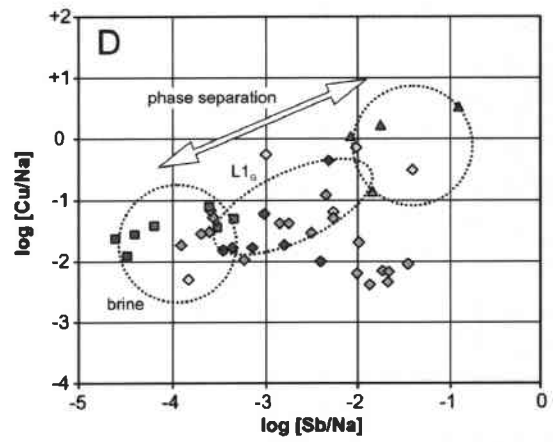 D
+2
+1
0
-1
-2
-3
-4
log [Cu/Na]
phase separation
L1G
brine
-5 -4 -3 -2 -1 0
log [Sb/Na]